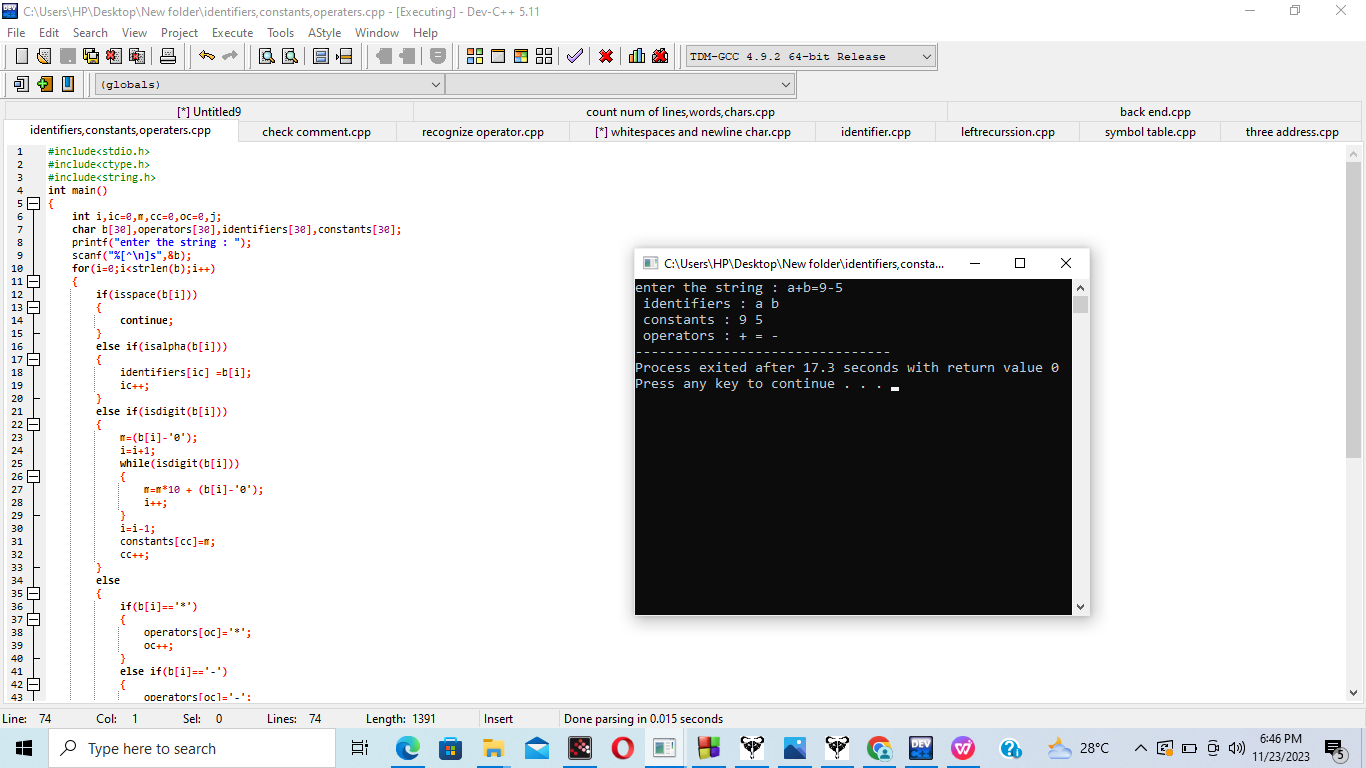 C:\Users\HP\Desktop\New folder\identifiers,constants,operaters.cpp - [Executing] - Dev-C++ 5.11
File Edit Search View Project Execute Tools AStyle Window Help
TDM-GCC 4.9.2 64-bit Release
(globals)
[*] Untitled9 count num of lines,words,chars.cpp back end.cpp
identifiers,constants,operaters.cpp check comment.cpp recognize operator.cpp [*] whitespaces and newline char.cpp identifier.cpp leftrecurssion.cpp symbol table.cpp three address.cpp
1 #include<stdio.h>
2 #include<ctype.h>
3 #include<string.h>
4 int main()
5 {
6 int i,ic=0,m,cc=0,oc=0,j;
7 char b[30],operators[30],identifiers[30],constants[30];
8 printf("enter the string : ");
9 scanf("%[^\n]s",&b);
10 for(i=0;i<strlen(b);i++)
11 {
12 if(isspace(b[i]))
13 {
14 continue;
15 }
16 else if(isalpha(b[i]))
17 {
18 identifiers[ic] =b[i];
19 ic++;
20 }
21 else if(isdigit(b[i]))
22 {
23 m=(b[i]-'0');
24 i=i+1;
25 while(isdigit(b[i]))
26 {
27 m=m*10 + (b[i]-'0');
28 i++;
29 }
30 i=i-1;
31 constants[cc]=m;
32 cc++;
33 }
34 else
35 {
36 if(b[i]=='*')
37 {
38 operators[oc]='*';
39 oc++;
40 }
41 else if(b[i]=='-')
42 {
43 operators[oc]='-';
C:\Users\HP\Desktop\New folder\identifiers,consta...
enter the string : a+b=9-5
identifiers : a b
constants : 9 5
operators : + = -
--------------------------------
Process exited after 17.3 seconds with return value 0
Press any key to continue . . .
Line: 74 Col: 1 Sel: 0 Lines: 74 Length: 1391 Insert Done parsing in 0.015 seconds
Type here to search
DEV C++
28°C
6:46 PM
11/23/2023
5